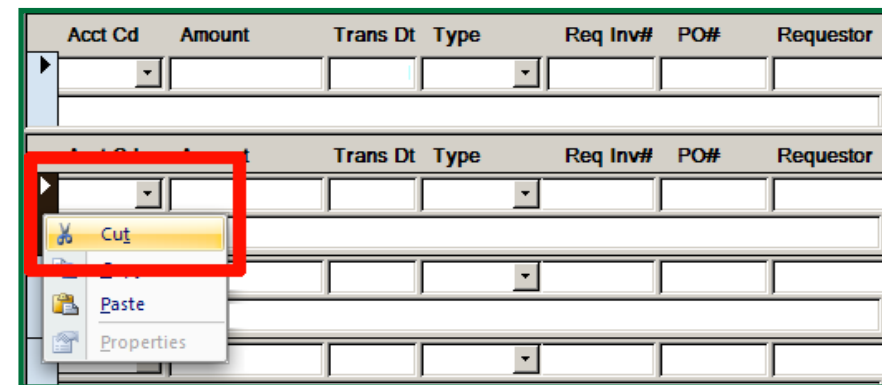 Acct Cd Amount Trans Dt Type Req Inv# PO# Requestor
Trans Dt Type Req Inv# PO# Requestor
Cut
Paste
Properties